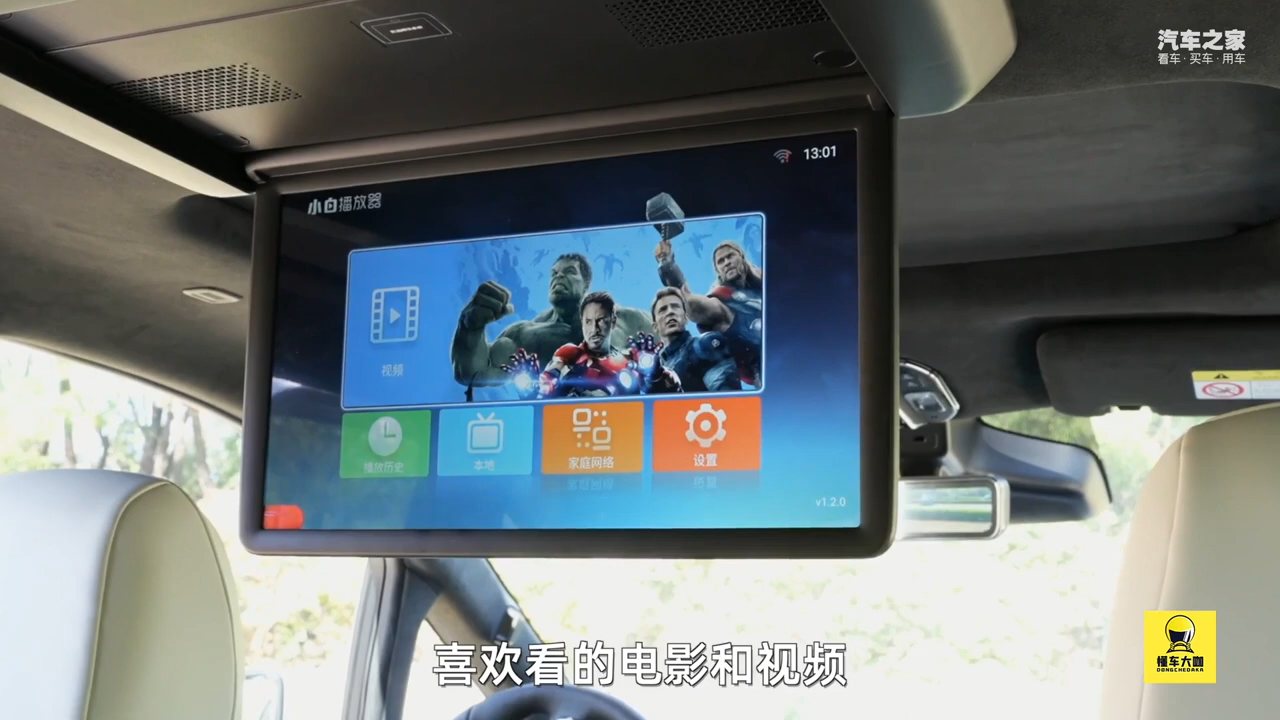 汽车之家
看车·买车·用车
13:01
小白播放器
视频
播放历史
本地
家庭网络
设置
v1.2.0
喜欢看的电影和视频
懂车大咖
DONGCHEDAKA